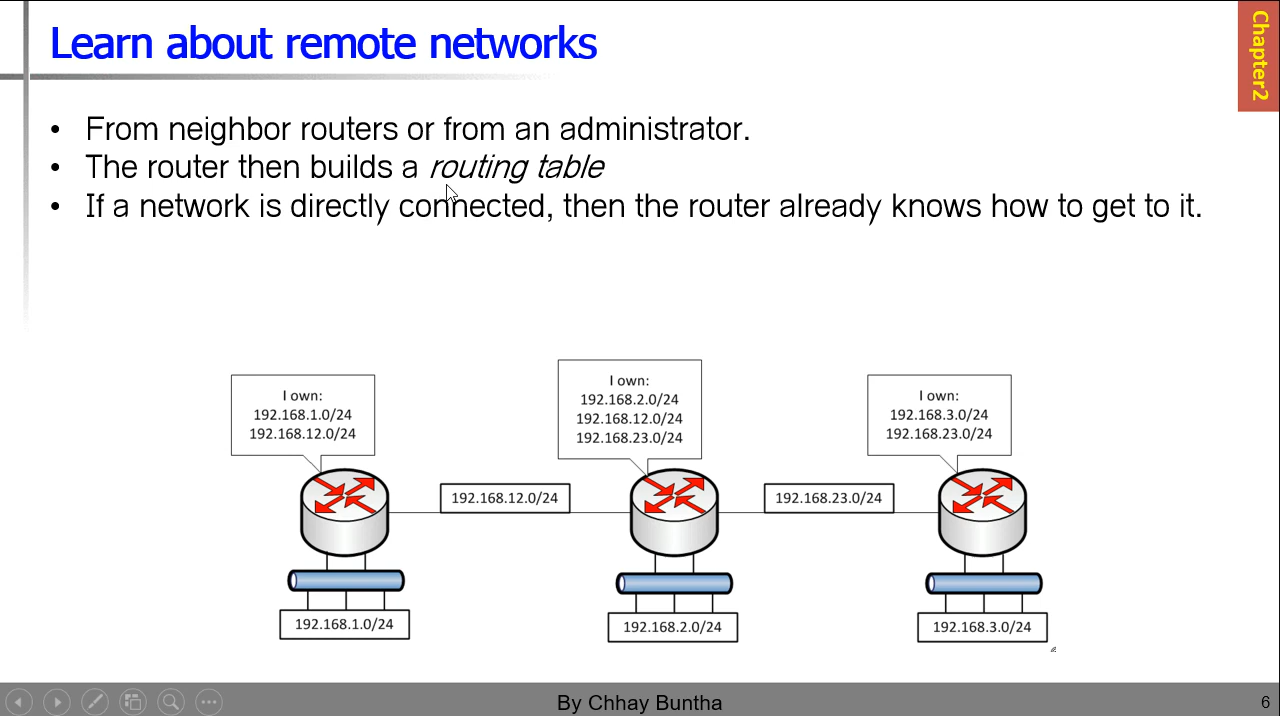 Learn about remote networks
Chapter2
• From neighbor routers or from an administrator.
• The router then builds a routing table
• If a network is directly connected, then the router already knows how to get to it.
I own:
192.168.1.0/24
192.168.12.0/24
I own:
192.168.2.0/24
192.168.12.0/24
192.168.23.0/24
I own:
192.168.3.0/24
192.168.23.0/24
192.168.12.0/24
192.168.23.0/24
192.168.1.0/24
192.168.2.0/24
192.168.3.0/24
By Chhay Buntha
6